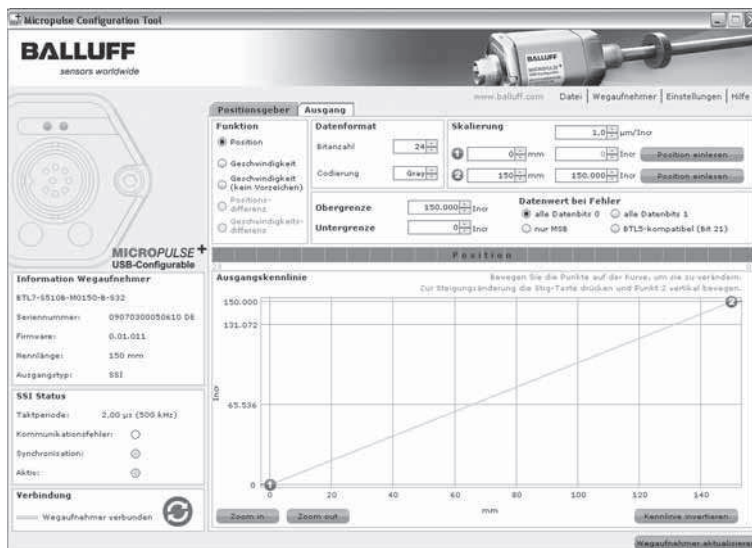 Micropulse Configuration Tool
BALLUFF
sensors worldwide
BALLUFF
MICROPULSE+
USB-Configurable
www.balluff.com Datei Wegaufnehmer Einstellungen Hilfe
Positionsgeber Ausgang
Funktion
Position
Geschwindigkeit
Geschwindigkeit
(kein Vorzeichen)
Positions-
differenz
Geschwindigkeits-
differenz
Datenformat
Bitanzahl 24
Codierung Gray
Skalierung
1,0 µm/Incr
1 0 mm 0 Incr Position einlesen
2 150 mm 150.000 Incr Position einlesen
Obergrenze 150.000 Incr
Untergrenze 0 Incr
Datenwert bei Fehler
alle Datenbits 0 alle Datenbits 1
nur MSB BTL5-kompatibel (Bit 21)
MICROPULSE+
USB-Configurable
Information Wegaufnehmer
BTL7-S510B-M0150-B-S32
Seriennummer: 09070300050610 DE
Firmware: 0.01.011
Nennlänge: 150 mm
Ausgangstyp: SSI
SSI Status
Taktperiode: 2,00 µs (500 kHz)
Kommunikationsfehler:
Synchronisation:
Aktiv:
Verbindung
Wegaufnehmer verbunden
Position
Ausgangskennlinie
Bewegen Sie die Punkte auf der Kurve, um sie zu verändern.
Zur Steigungsänderung die Strg-Taste drücken und Punkt 2 vertikal bewegen.
150.000
131.072
65.536
0
Incr
1
2
0 20 40 60 80 100 120 140
mm
Zoom in Zoom out Kennlinie invertieren
Wegaufnehmer aktualisieren